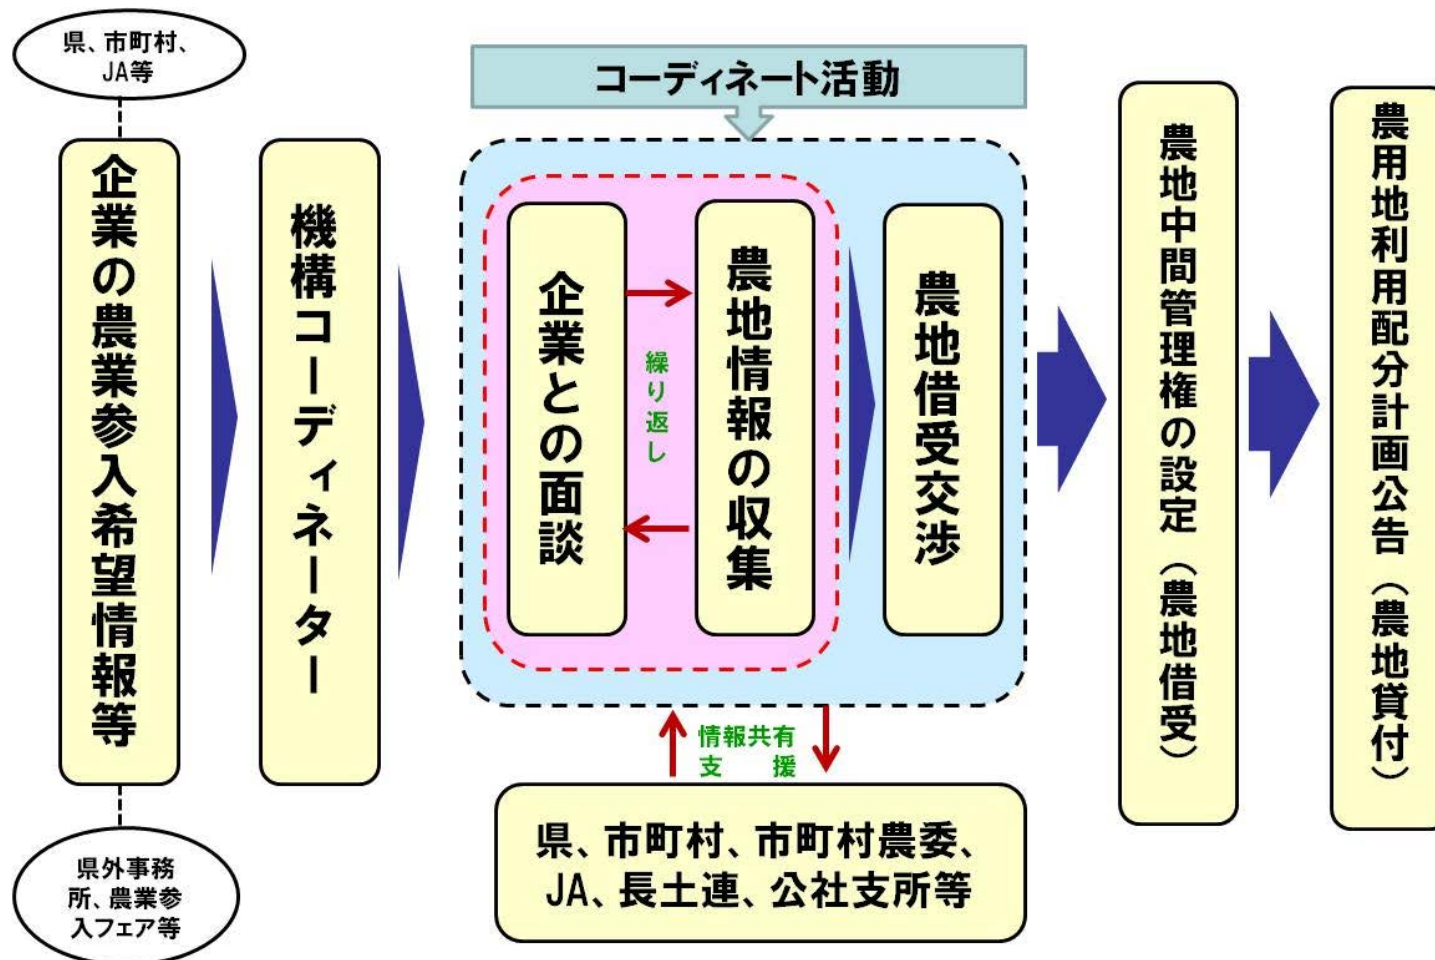 県、市町村、
JA等
企業の農業参入希望情報等
県外事務
所、農業参
入フェア等
機構コーディネーター
コーディネート活動
企業との面談
繰り返し
農地情報の収集
農地借受交渉
情報共有
支　援
県、市町村、市町村農委、
JA、長土連、公社支所等
農地中間管理権の設定（農地借受）
農用地利用配分計画公告（農地貸付）